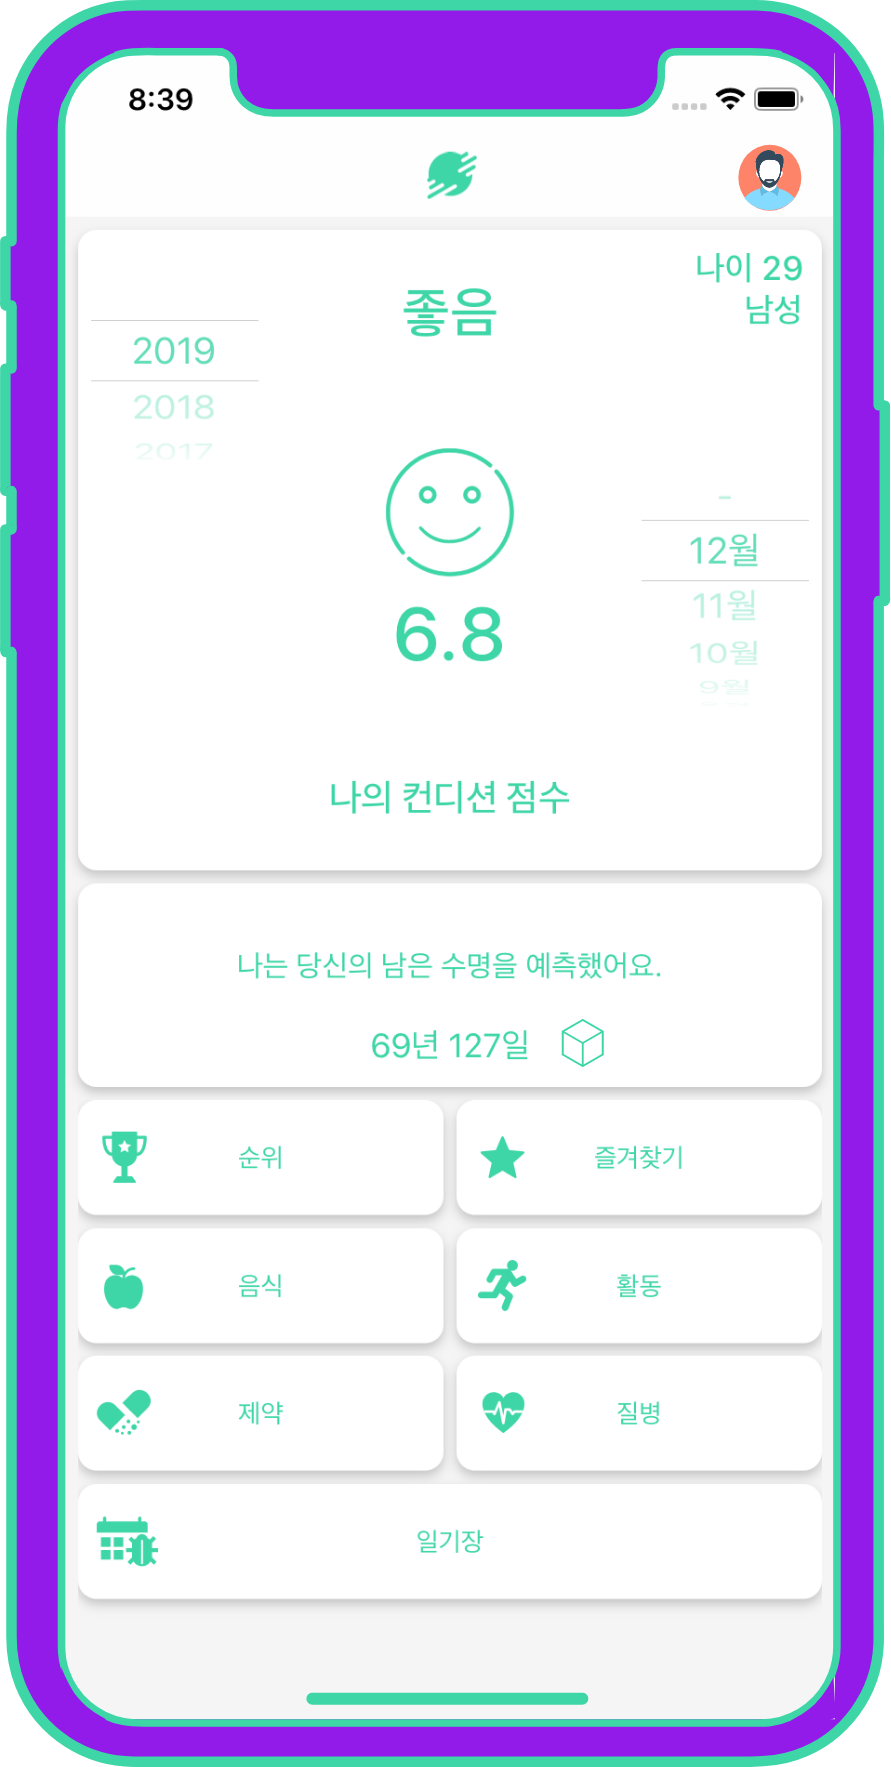 8:39
나이 29
남성
좋음
2019
2018
2017
6.8
-
12월
11월
10월
9월
나의 컨디션 점수
나는 당신의 남은 수명을 예측했어요.
69년 127일
순위
즐겨찾기
음식
활동
제약
질병
일기장